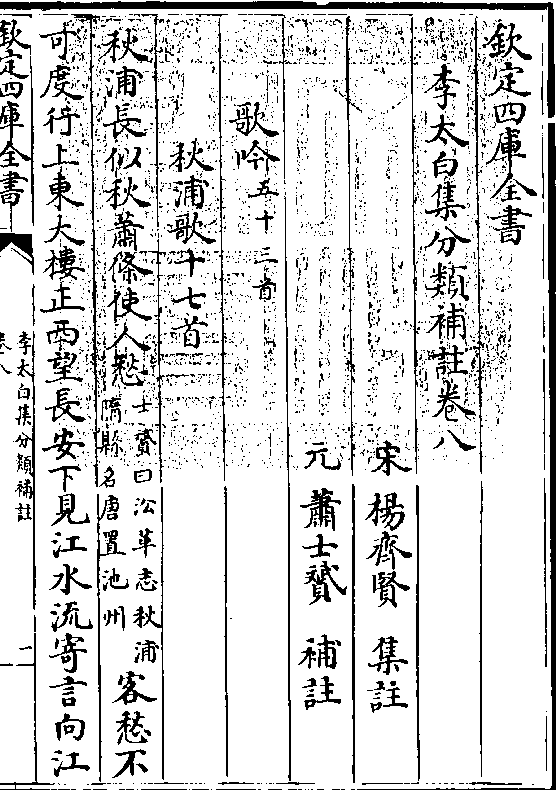 欽定四庫全書
李太白集分類補註卷八
宋 楊齊賢 集註
元 蕭士贇 補註
歌吟五十三首
秋浦歌十七首
秋浦長似秋蕭條使人愁士贇曰沿革志秋浦隋縣名唐置池州客愁不
可度行上東大樓正西望長安下見江水流寄言向江
欽定四庫全書
李太白集分類補註
卷八
一